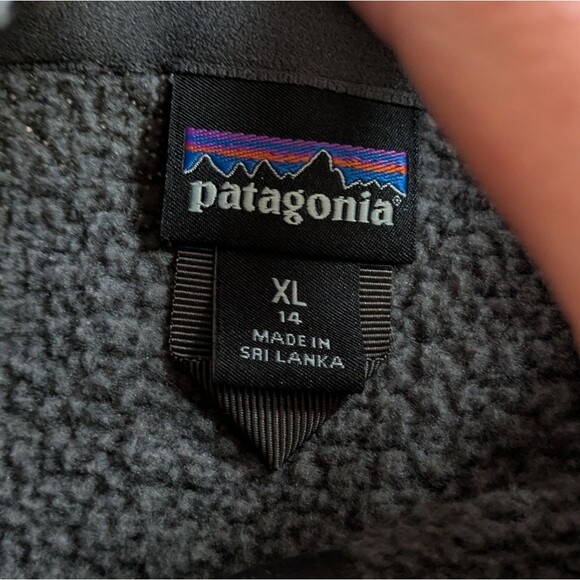 patagonia®
XL
14
MADE IN
SRI LANKA